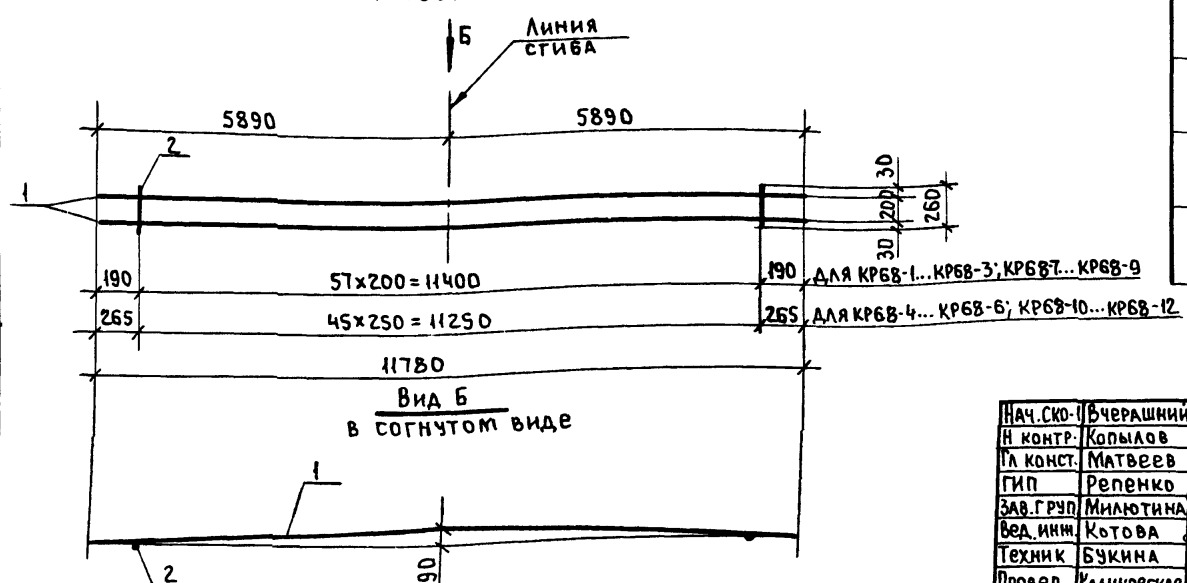 Б
Линия
сгиба
5890 5890
2
1
30
200
260
30
190 57×200=11400 190 для КР68-1...КР68-3; КР687...КР68-9
265 45×250=11250 265 для КР68-4...КР68-6; КР68-10...КР68-12
11780
Вид Б
в согнутом виде
1
90
2
Нач.СКО-1 Вчерашний
Н контр. Копылов
Гл конст. Матвеев
ГИП Репенко
Зав.груп Милютина
Вед.инж. Котова
Техник Букина